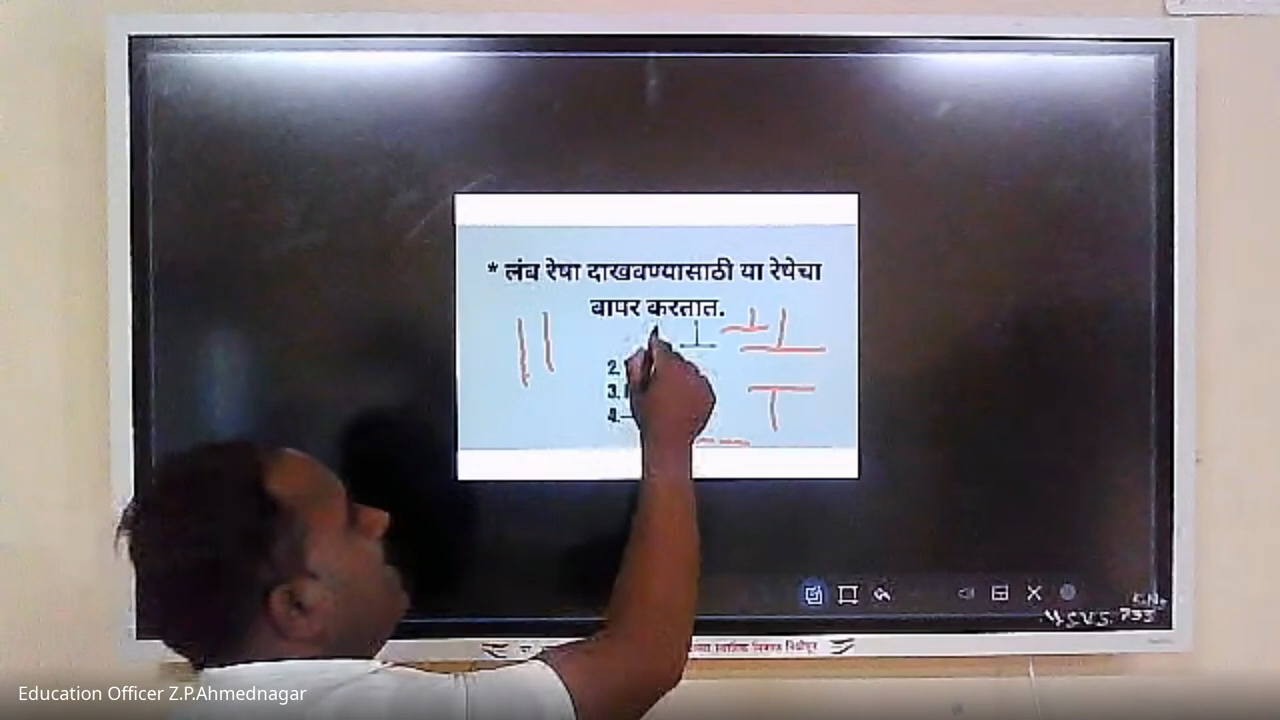 * लंब रेषा दाखवण्यासाठी या रेषेचा
वापर करतात.
2.
3.
4.
Education Officer Z.P.Ahmednagar